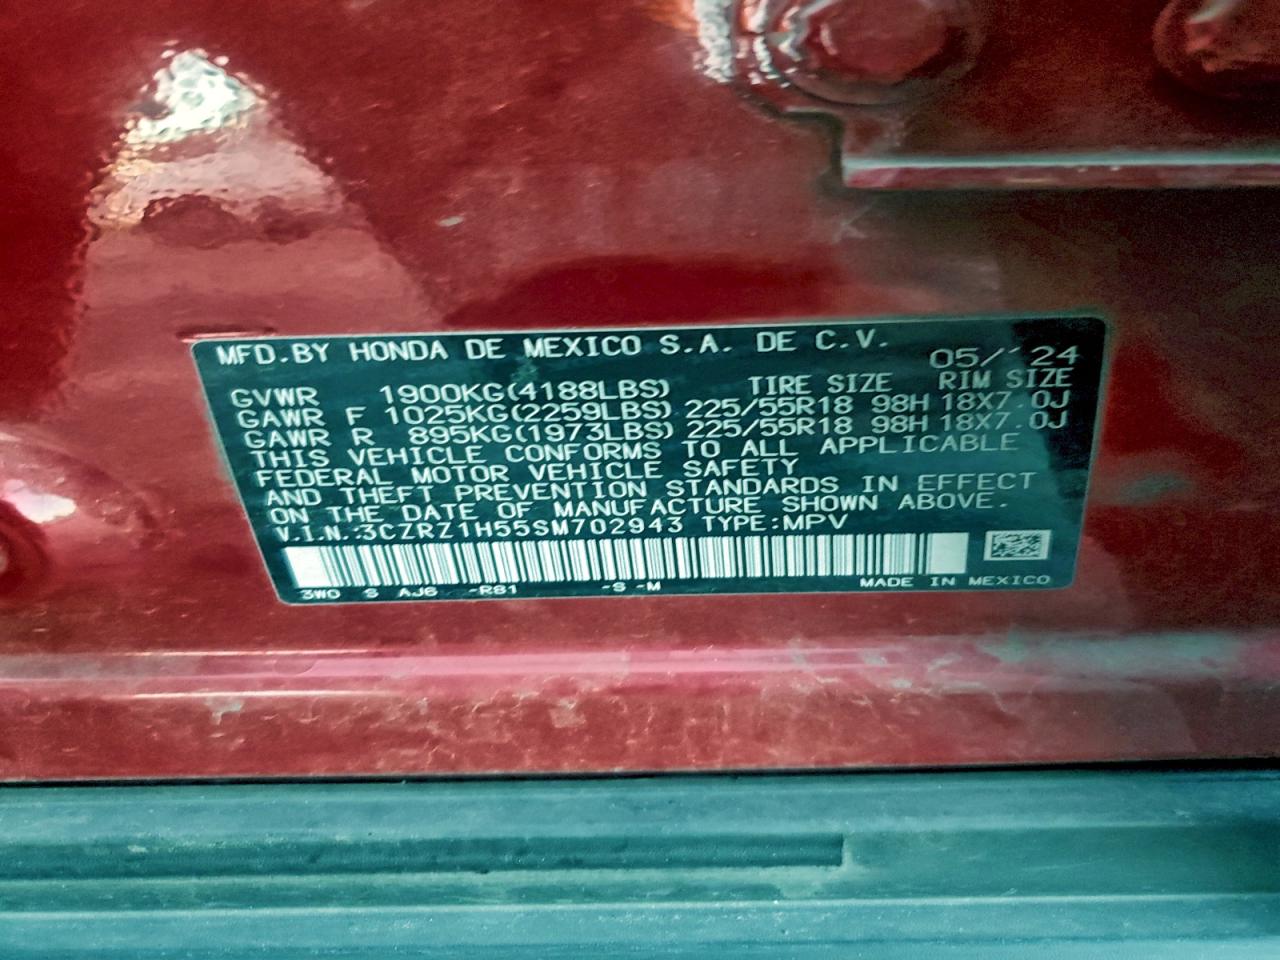 MFD.BY HONDA DE MEXICO S.A. DE C.V.
05/'24
GVWR 1900KG(4188LBS) TIRE SIZE RIM SIZE
GAWR F 1025KG(2259LBS) 225/55R18 98H 18X7.0J
GAWR R 895KG(1973LBS) 225/55R18 98H 18X7.0J
THIS VEHICLE CONFORMS TO ALL APPLICABLE
FEDERAL MOTOR VEHICLE SAFETY
AND THEFT PREVENTION STANDARDS IN EFFECT
ON THE DATE OF MANUFACTURE SHOWN ABOVE.
V.I.N.:3CZRZ1H55SM702943 TYPE:MPV
3W0 S AJ6 -R81 -S -M MADE IN MEXICO